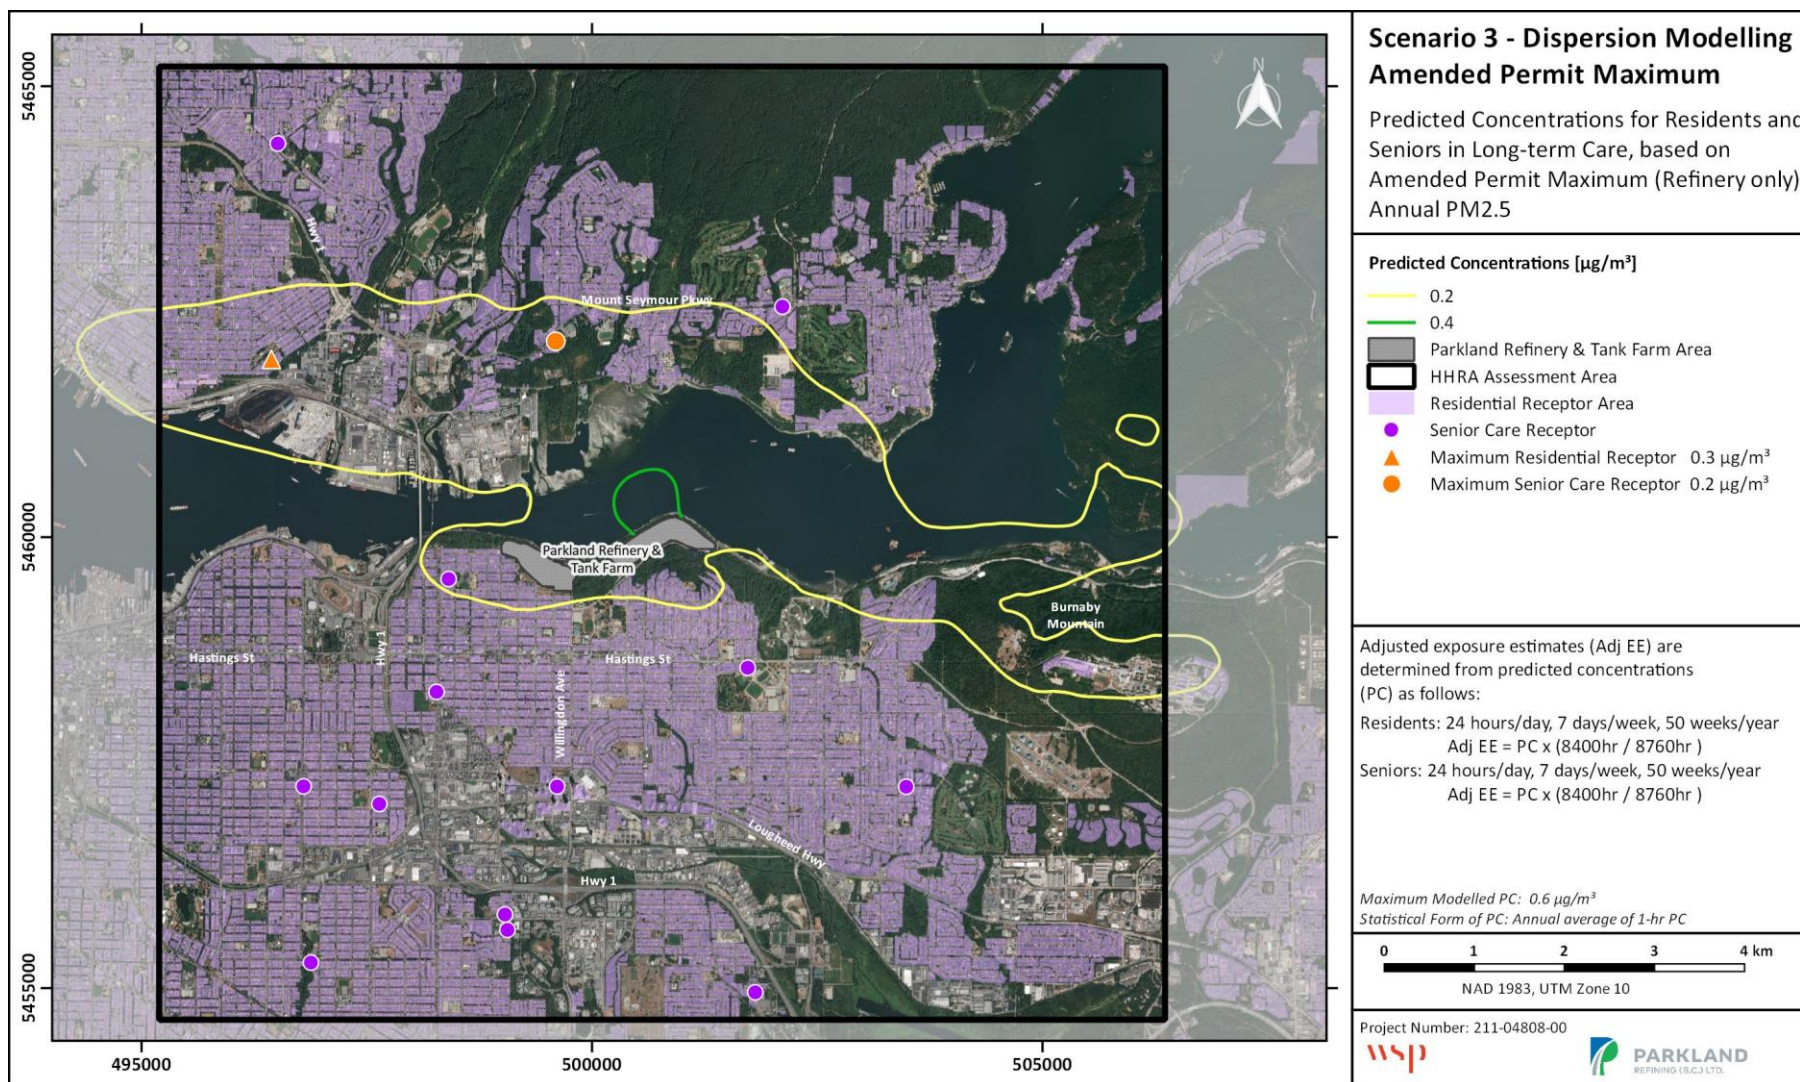 Scenario 3 - Dispersion Modelling
Amended Permit Maximum
Predicted Concentrations for Residents and
Seniors in Long-term Care, based on
Amended Permit Maximum (Refinery only)
Annual PM2.5
Predicted Concentrations [µg/m³]
0.2
0.4
Parkland Refinery & Tank Farm Area
HHRA Assessment Area
Residential Receptor Area
Senior Care Receptor
Maximum Residential Receptor 0.3 µg/m³
Maximum Senior Care Receptor 0.2 µg/m³
Adjusted exposure estimates (Adj EE) are
determined from predicted concentrations
(PC) as follows:
Residents: 24 hours/day, 7 days/week, 50 weeks/year
Adj EE = PC x (8400hr / 8760hr )
Seniors: 24 hours/day, 7 days/week, 50 weeks/year
Adj EE = PC x (8400hr / 8760hr )
Maximum Modelled PC: 0.6 µg/m³
Statistical Form of PC: Annual average of 1-hr PC
0 1 2 3 4 km
NAD 1983, UTM Zone 10
Project Number: 211-04808-00
wsp
PARKLAND
REFINING (B.C.) LTD.
N
5465000
5460000
5455000
495000
500000
505000
Hwy 1
Mount Seymour Pkwy
Parkland Refinery &
Tank Farm
Burnaby
Mountain
Hastings St
Hwy 1
Hastings St
Willingdon Ave
Lougheed Hwy
Hwy 1